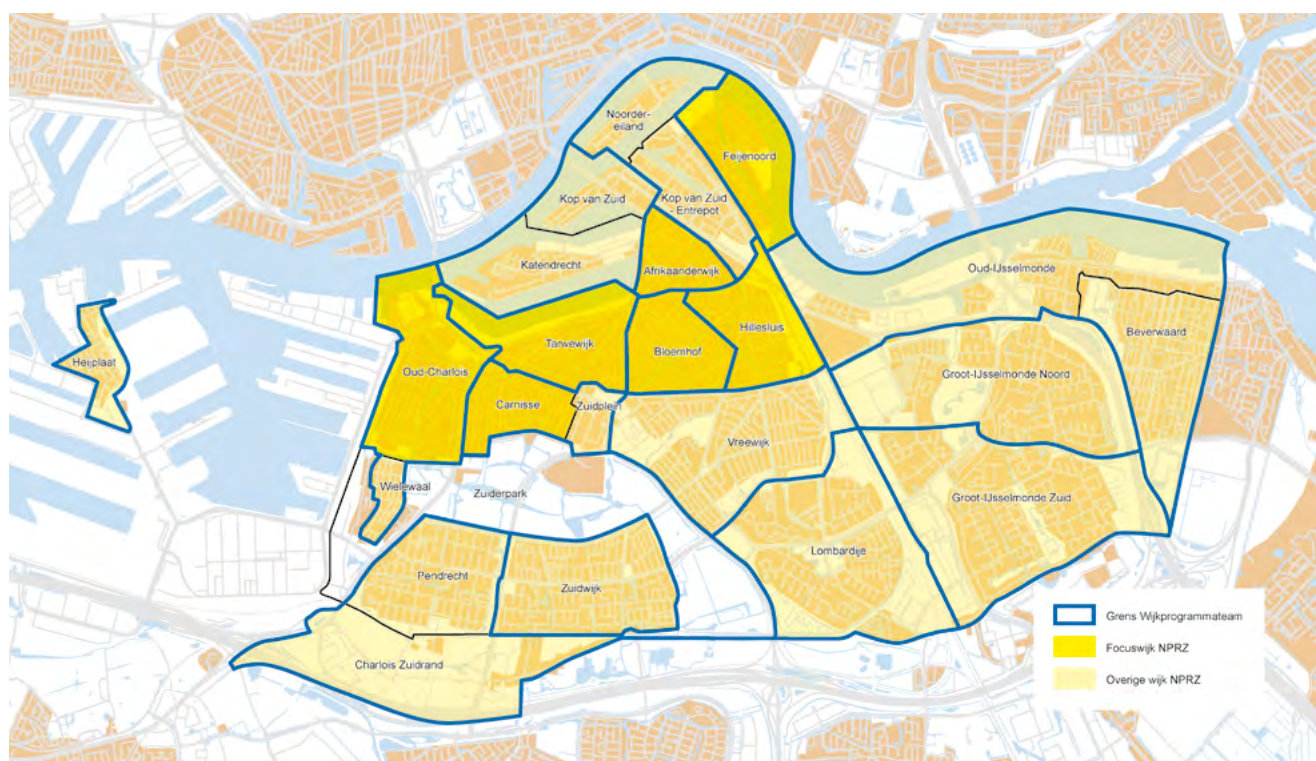 Noorder-
eiland
Feijenoord
Kop van Zuid
Kop van Zuid
- Entrepot
Katendrecht
Afrikaanderwijk
Oud-IJsselmonde
Beverwaard
Hillesluis
Tarwewijk
Bloemhof
Heijplaat
Oud-Charlois
Groot-IJsselmonde Noord
Carnisse
Zuidplein
Vreewijk
Wielewaal
Zuiderpark
Groot-IJsselmonde Zuid
Lombardije
Pendrecht
Zuidwijk
Charlois Zuidrand
Grens Wijkprogrammateam
Focuswijk NPRZ
Overige wijk NPRZ